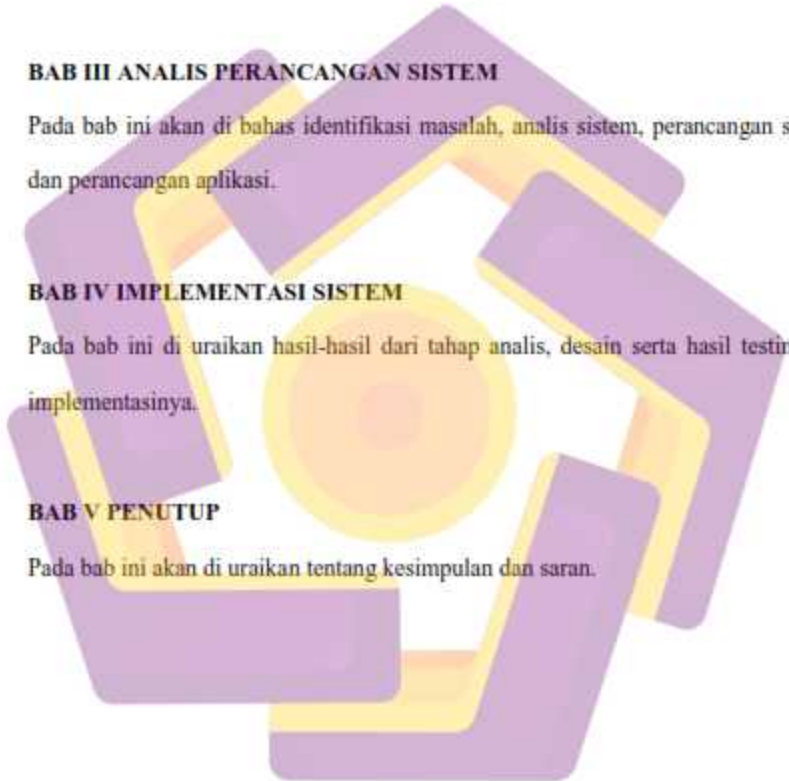 BAB III ANALIS PERANCANGAN SISTEM
Pada bab ini akan di bahas identifikasi masalah, analis sistem, perancangan s
dan perancangan aplikasi.
BAB IV IMPLEMENTASI SISTEM
Pada bab ini di uraikan hasil-hasil dari tahap analis, desain serta hasil testin
implementasinya.
BAB V PENUTUP
Pada bab ini akan di uraikan tentang kesimpulan dan saran.